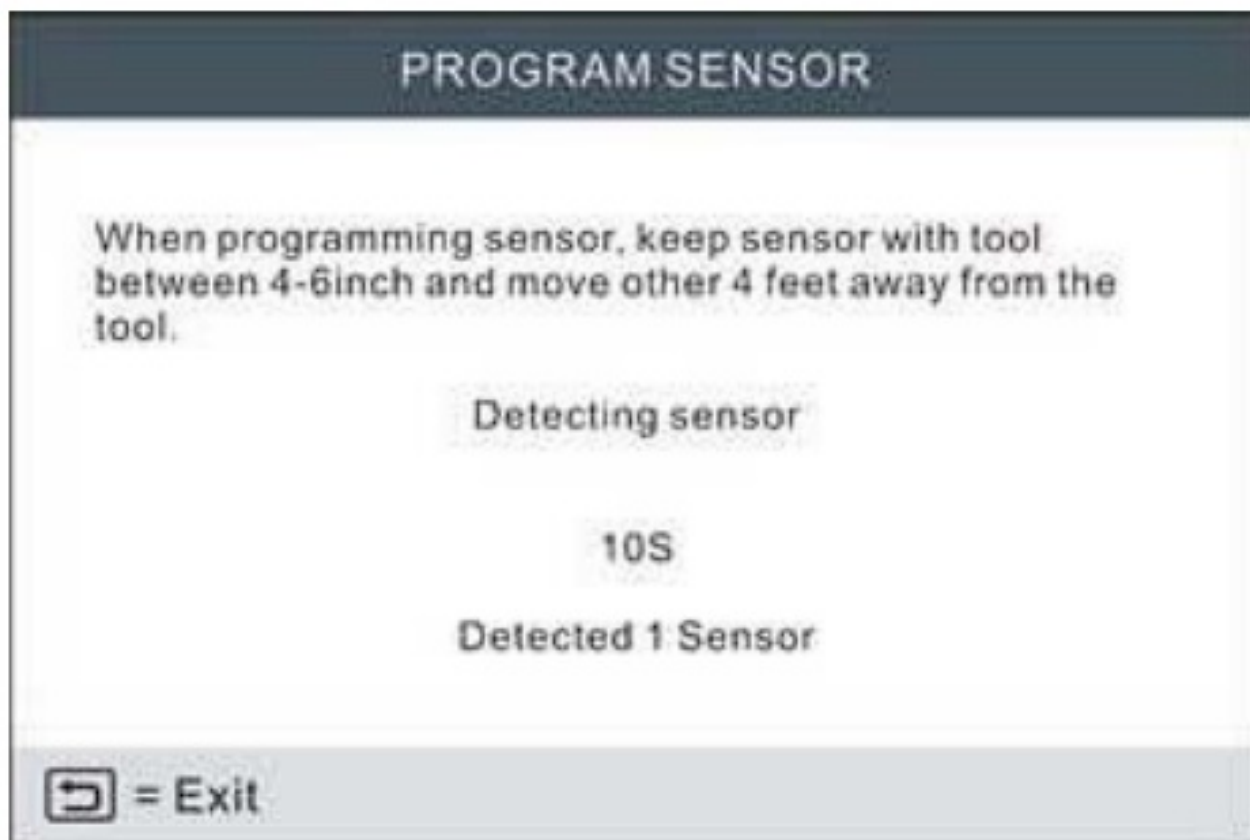 PROGRAM SENSOR
When programming sensor, keep sensor with tool
between 4-6inch and move other 4 feet away from the
tool.
Detecting sensor
10S
Detected 1 Sensor
= Exit